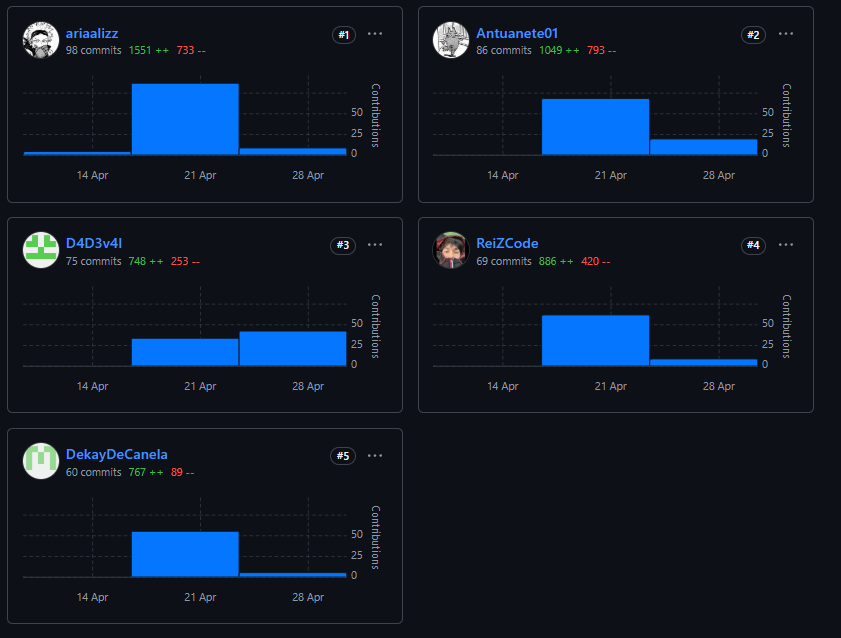 ariaalizz #1 ...
98 commits 1551 ++ 733 --
50
25
0
Contributions
14 Apr 21 Apr 28 Apr
Antuanete01 #2 ...
86 commits 1049 ++ 793 --
50
25
0
Contributions
14 Apr 21 Apr 28 Apr
D4D3v4l #3 ...
75 commits 748 ++ 253 --
50
25
0
Contributions
14 Apr 21 Apr 28 Apr
ReiZCode #4 ...
69 commits 886 ++ 420 --
50
25
0
Contributions
14 Apr 21 Apr 28 Apr
DekayDeCanela #5 ...
60 commits 767 ++ 89 --
50
25
0
Contributions
14 Apr 21 Apr 28 Apr